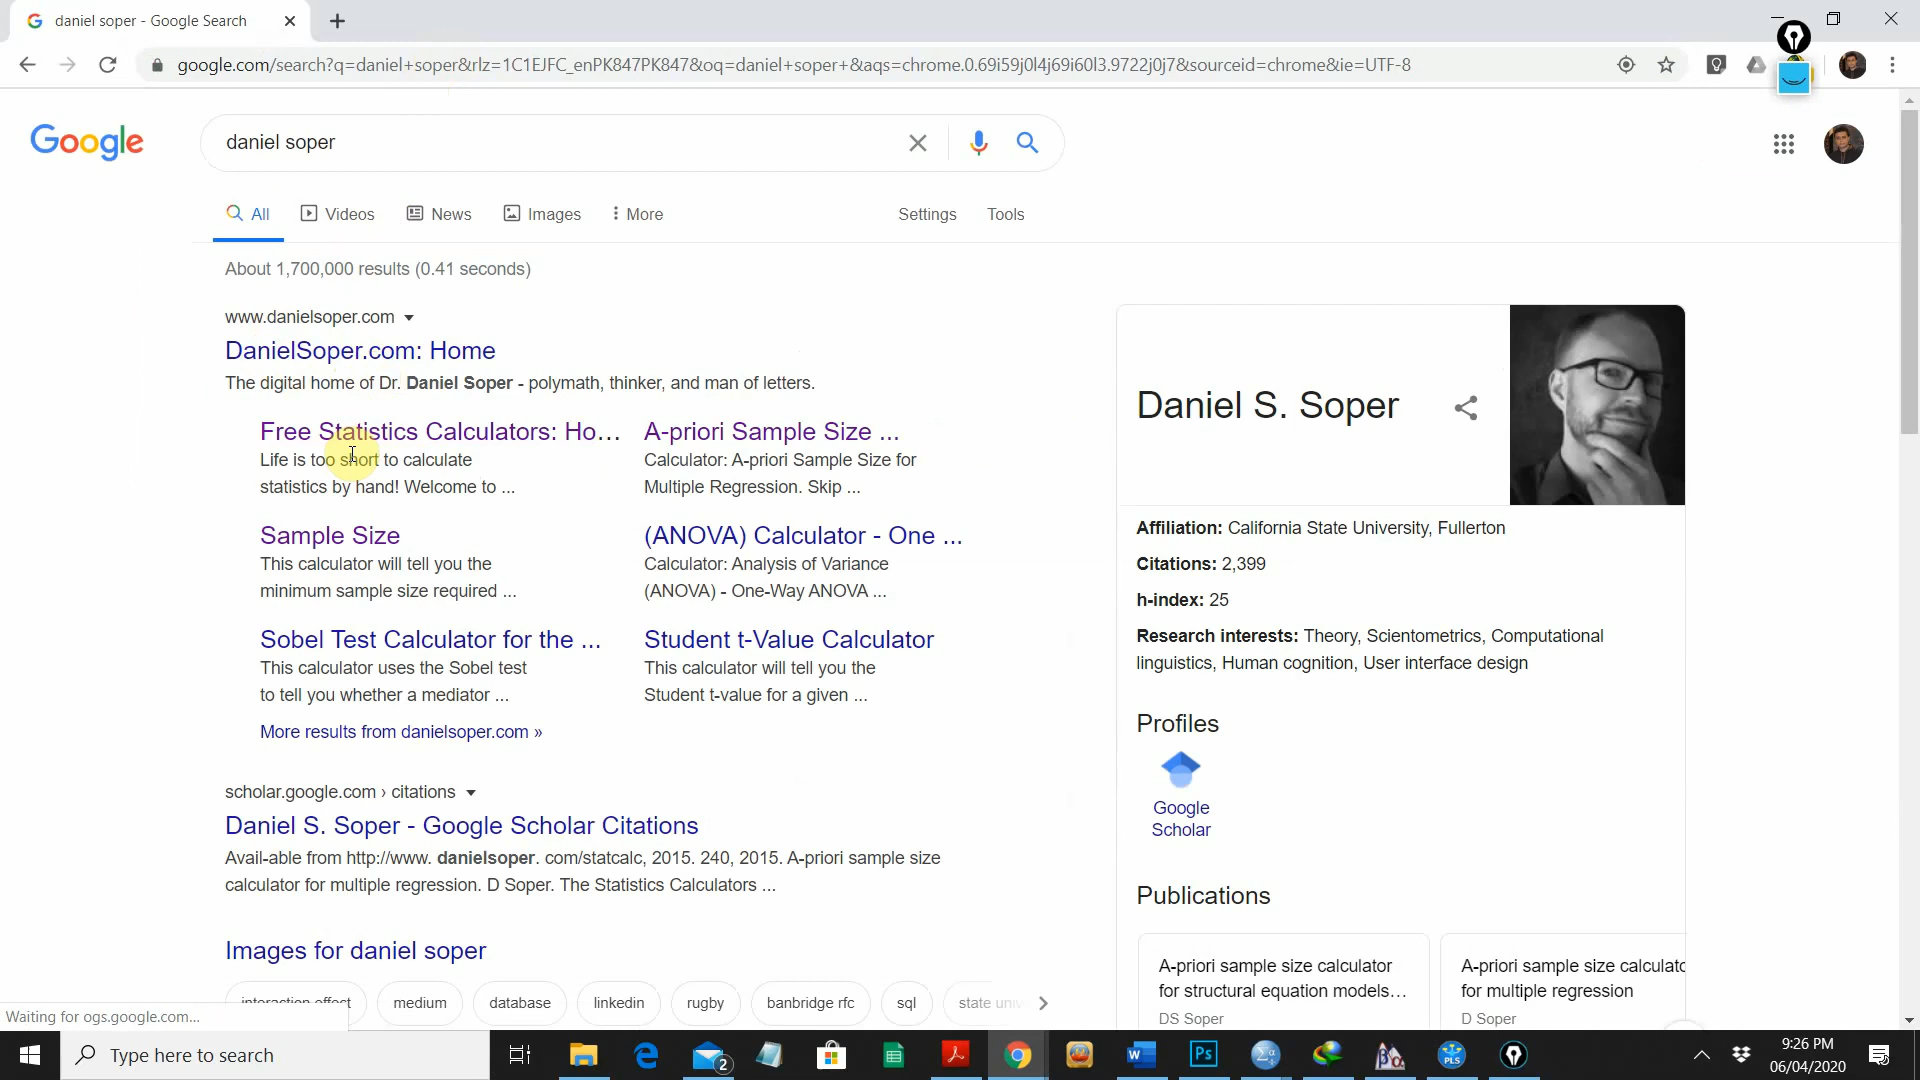 daniel soper - Google Search
google.com/search?q=daniel+soper&rlz=1C1EJFC_enPK847PK847&oq=daniel+soper+&aqs=chrome.0.69i59j0l4j69i60l3.9722j0j7&sourceid=chrome&ie=UTF-8
Google
daniel soper
All Videos News Images More Settings Tools
About 1,700,000 results (0.41 seconds)
www.danielsoper.com
DanielSoper.com: Home
The digital home of Dr. Daniel Soper - polymath, thinker, and man of letters.
Free Statistics Calculators: Ho...
Life is too short to calculate
statistics by hand! Welcome to ...
A-priori Sample Size ...
Calculator: A-priori Sample Size for
Multiple Regression. Skip ...
Sample Size
This calculator will tell you the
minimum sample size required ...
(ANOVA) Calculator - One ...
Calculator: Analysis of Variance
(ANOVA) - One-Way ANOVA ...
Sobel Test Calculator for the ...
This calculator uses the Sobel test
to tell you whether a mediator ...
Student t-Value Calculator
This calculator will tell you the
Student t-value for a given ...
More results from danielsoper.com »
scholar.google.com › citations
Daniel S. Soper - Google Scholar Citations
Avail-able from http://www. danielsoper. com/statcalc, 2015. 240, 2015. A-priori sample size
calculator for multiple regression. D Soper. The Statistics Calculators ...
Images for daniel soper
interaction effect medium database linkedin rugby banbridge rfc sql state
Daniel S. Soper
Affiliation: California State University, Fullerton
Citations: 2,399
h-index: 25
Research interests: Theory, Scientometrics, Computational
linguistics, Human cognition, User interface design
Profiles
Google
Scholar
Publications
A-priori sample size calculator
for structural equation models...
DS Soper
A-priori sample size
for multiple regression
D Soper
Waiting for ogs.google.com...
Type here to search
2
W
Ps
PLS
9:26 PM
06/04/2020